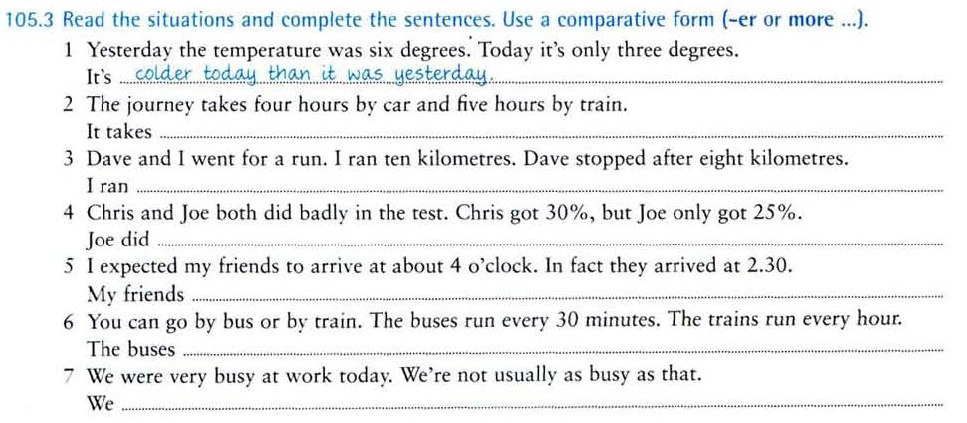 105.3 Read the situations and complete the sentences. Use a comparative form (-er or more ...).
1 Yesterday the temperature was six degrees. Today it's only three degrees.
It's colder today than it was yesterday.
2 The journey takes four hours by car and five hours by train.
It takes
3 Dave and I went for a run. I ran ten kilometres. Dave stopped after eight kilometres.
I ran
4 Chris and Joe both did badly in the test. Chris got 30%, but Joe only got 25%.
Joe did
5 I expected my friends to arrive at about 4 o'clock. In fact they arrived at 2.30.
My friends
6 You can go by bus or by train. The buses run every 30 minutes. The trains run every hour.
The buses
7 We were very busy at work today. We're not usually as busy as that.
We